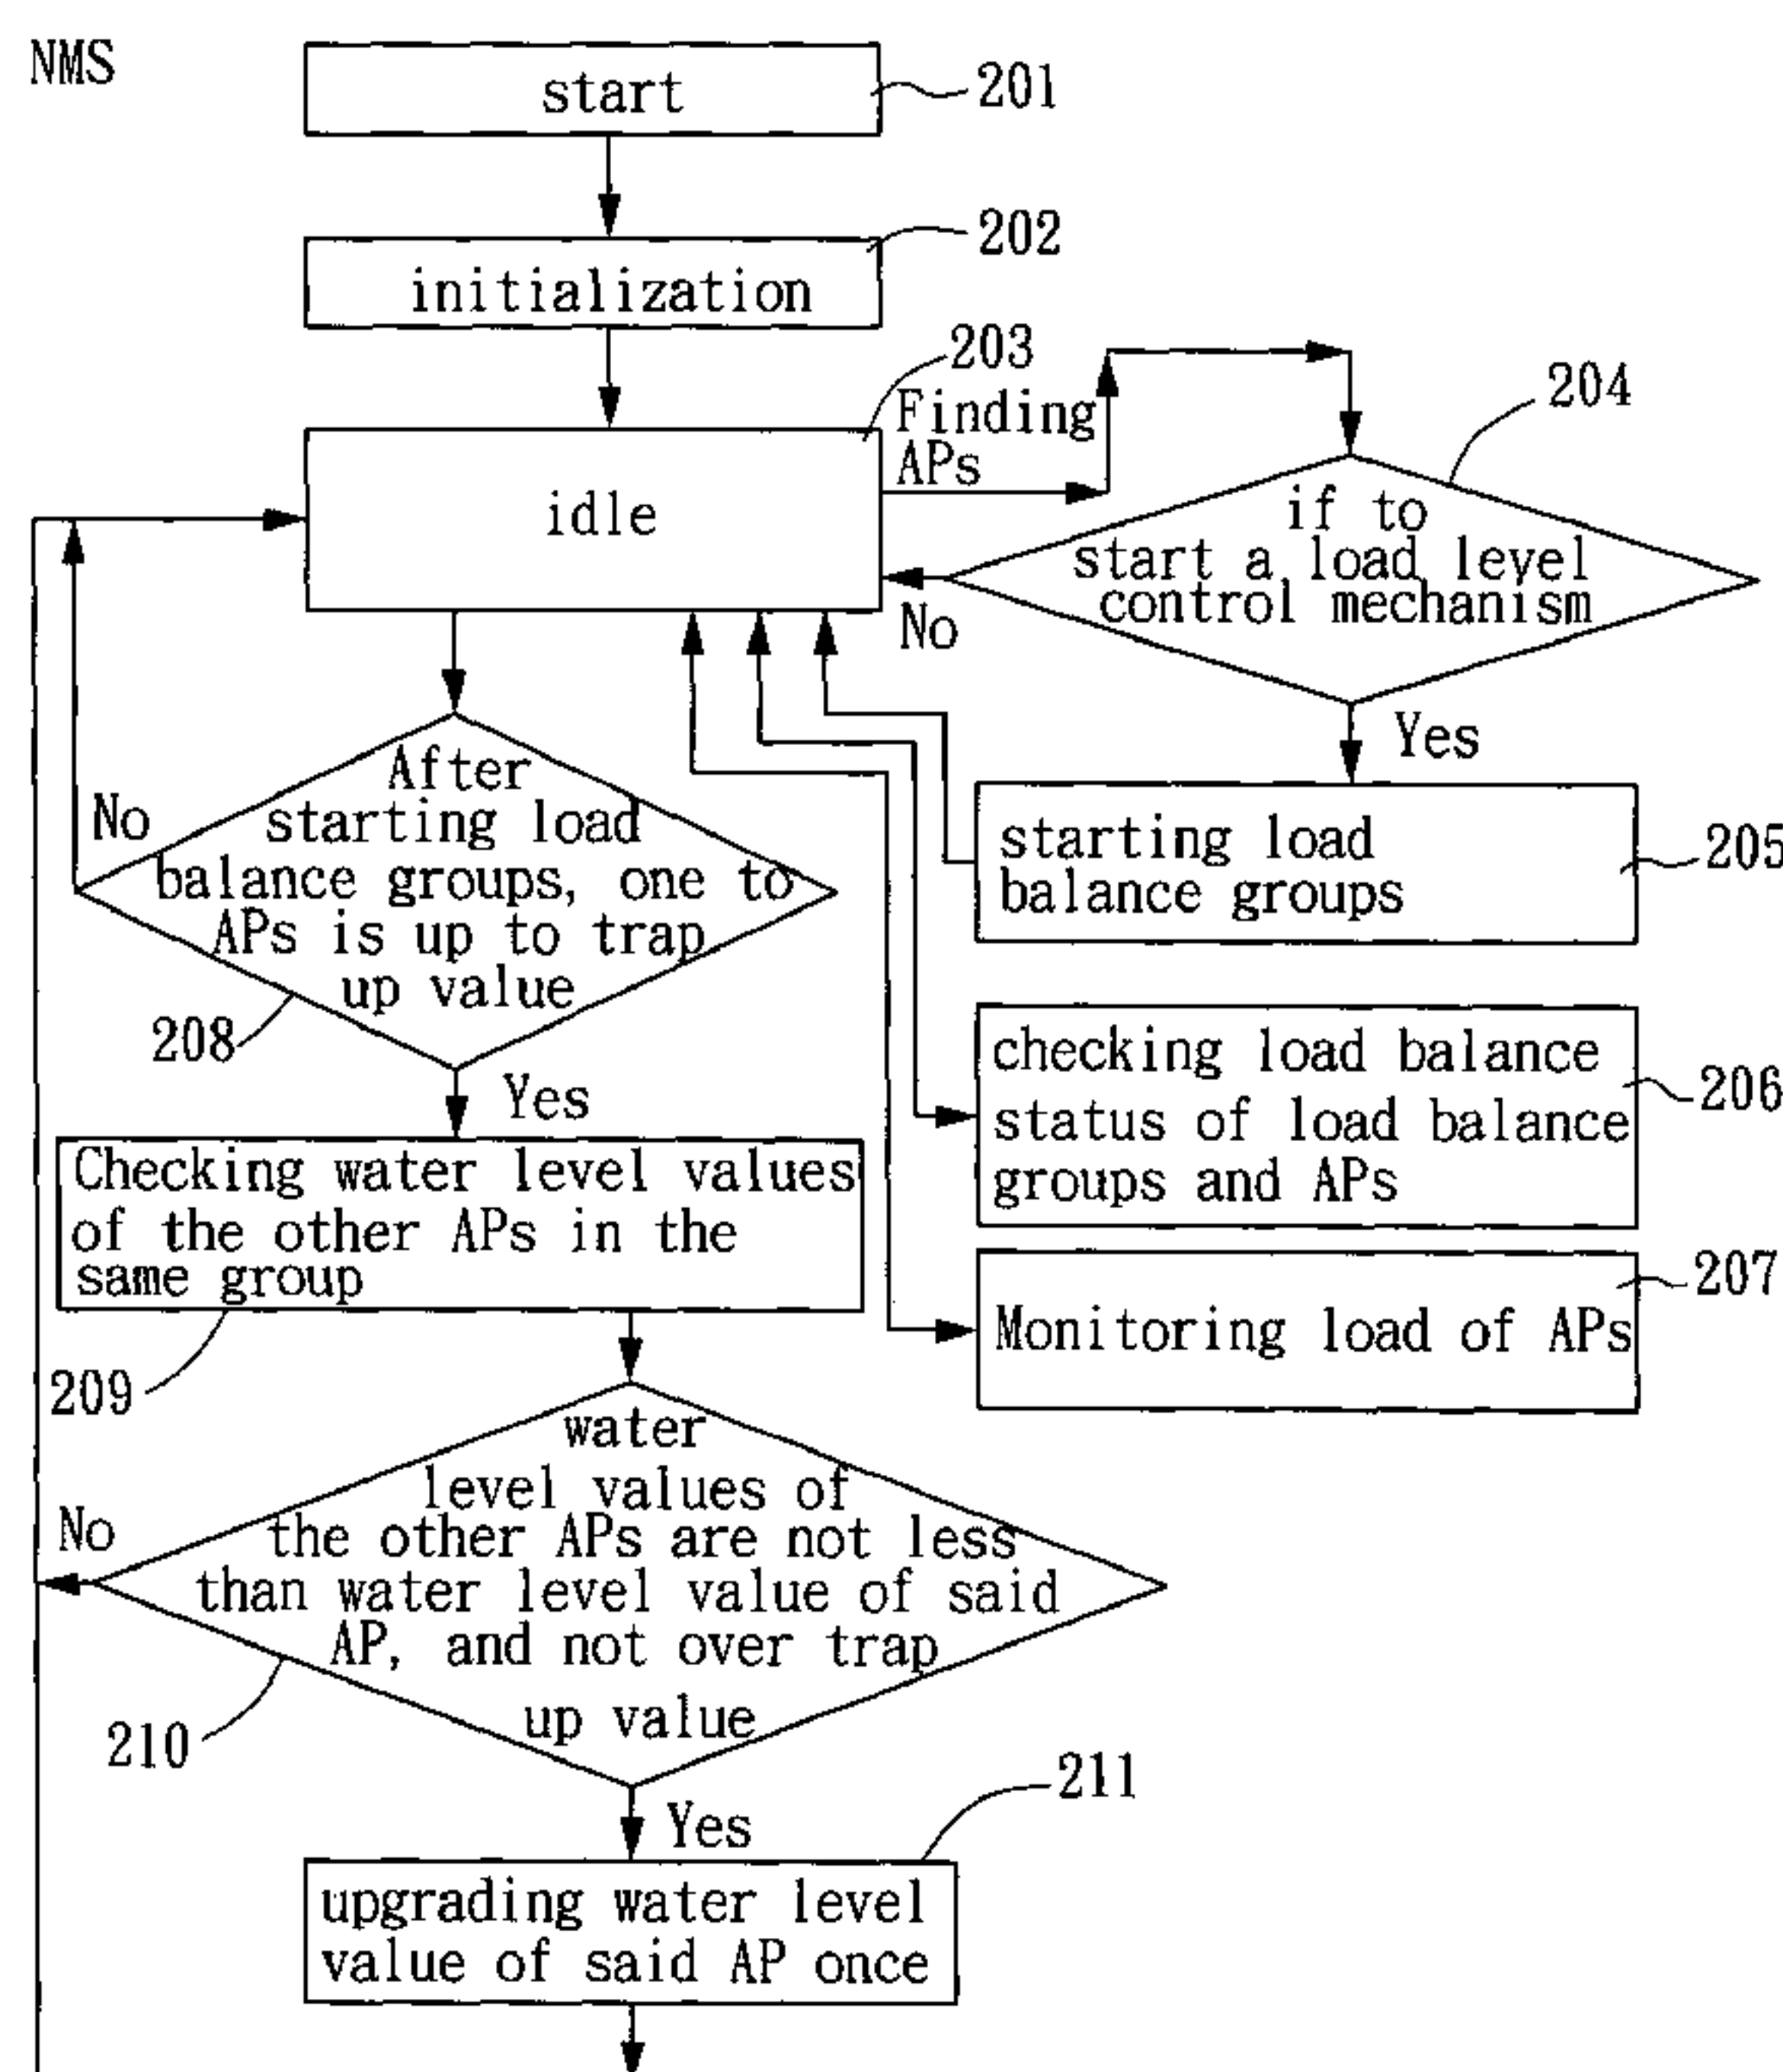 NMS
start
201
initialization
202
203
Finding
APs
idle
204
if to
start a load level
control mechanism
No
Yes
After
starting load
balance groups, one to
APs is up to trap
up value
No
208
starting load
balance groups
205
Yes
checking load balance
status of load balance
groups and APs
206
Checking water level values
of the other APs in the
same group
209
Monitoring load of APs
207
water
level values of
the other APs are not less
than water level value of said
AP, and not over trap
up value
No
210
Yes
211
upgrading water level
value of said AP once